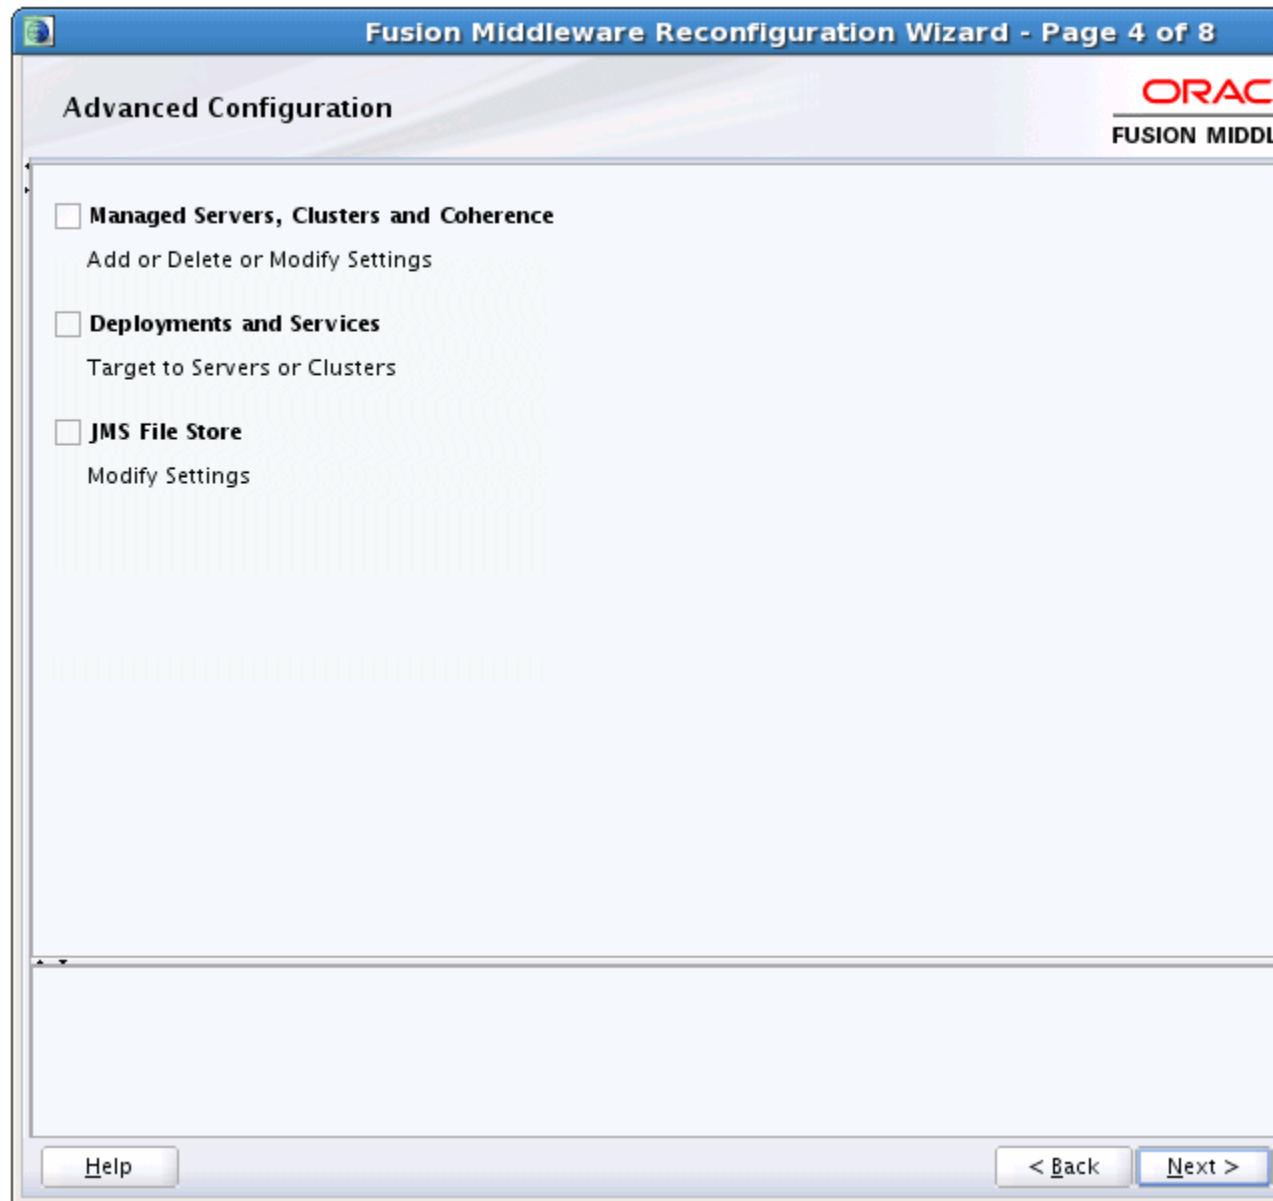 Fusion Middleware Reconfiguration Wizard - Page 4 of 8
Advanced Configuration
ORAC
FUSION MIDDL
Managed Servers, Clusters and Coherence
Add or Delete or Modify Settings
Deployments and Services
Target to Servers or Clusters
JMS File Store
Modify Settings
Help
< Back
Next >